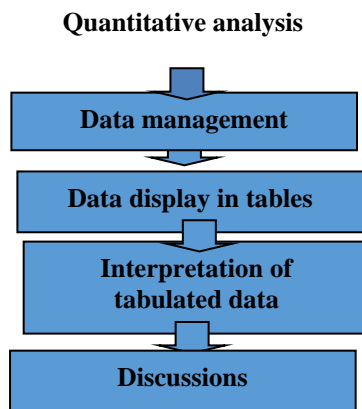 Quantitative analysis
Data management
Data display in tables
Interpretation of
tabulated data
Discussions